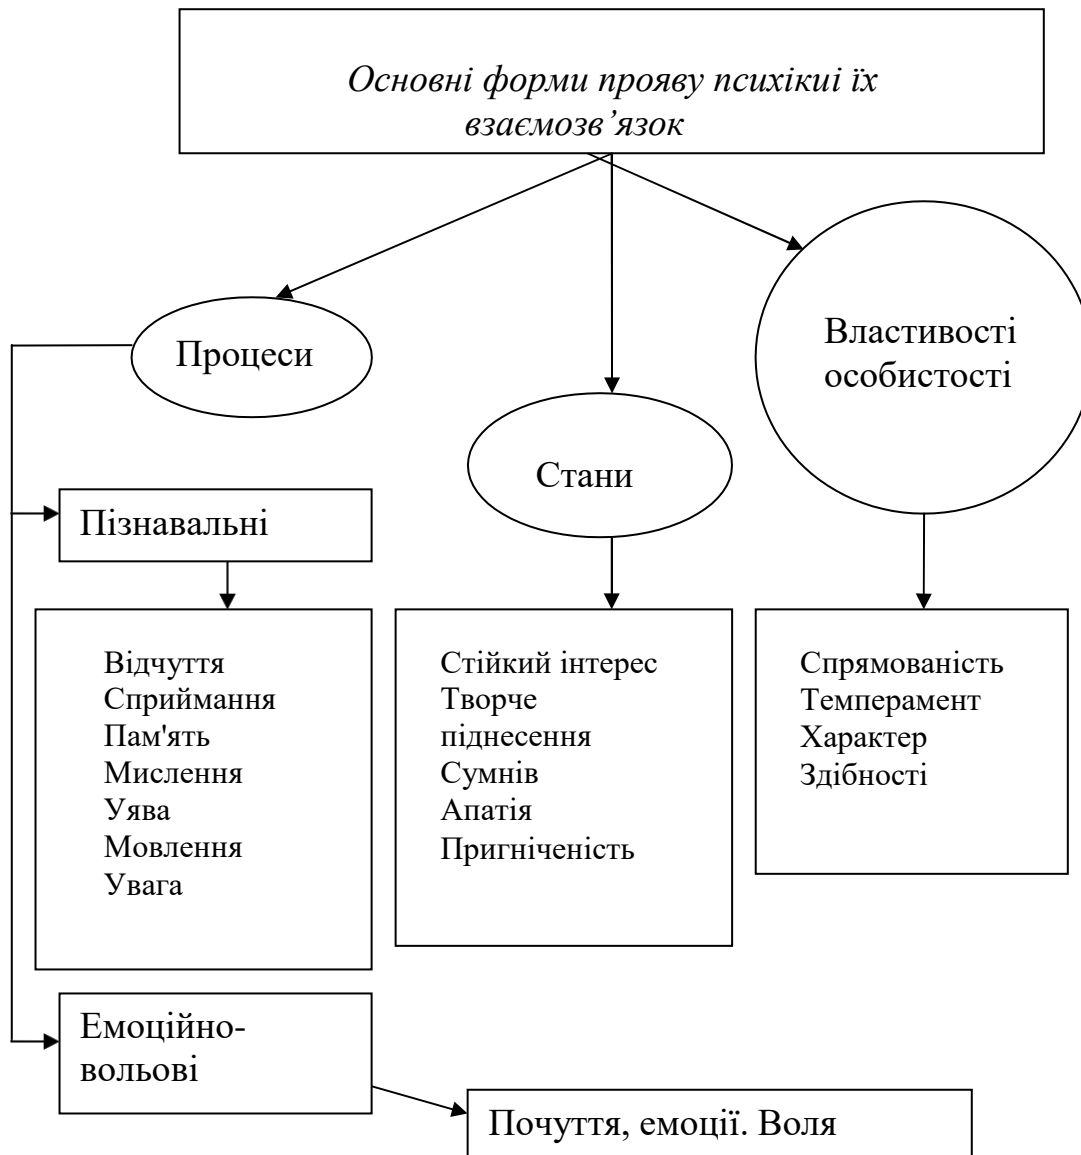 Основні форми прояву психікиі їх
взаємозв’язок
Процеси
Властивості
особистості
Стани
Пізнавальні
Відчуття
Сприймання
Пам'ять
Мислення
Уява
Мовлення
Увага
Стійкий інтерес
Творче
піднесення
Сумнів
Апатія
Пригніченість
Спрямованість
Темперамент
Характер
Здібності
Емоційно-
вольові
Почуття, емоції. Воля